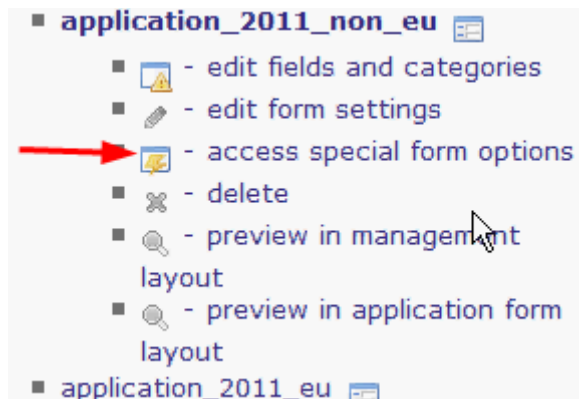 application_2011_non_eu
- edit fields and categories
- edit form settings
- access special form options
- delete
- preview in management
layout
- preview in application form
layout
application_2011_eu